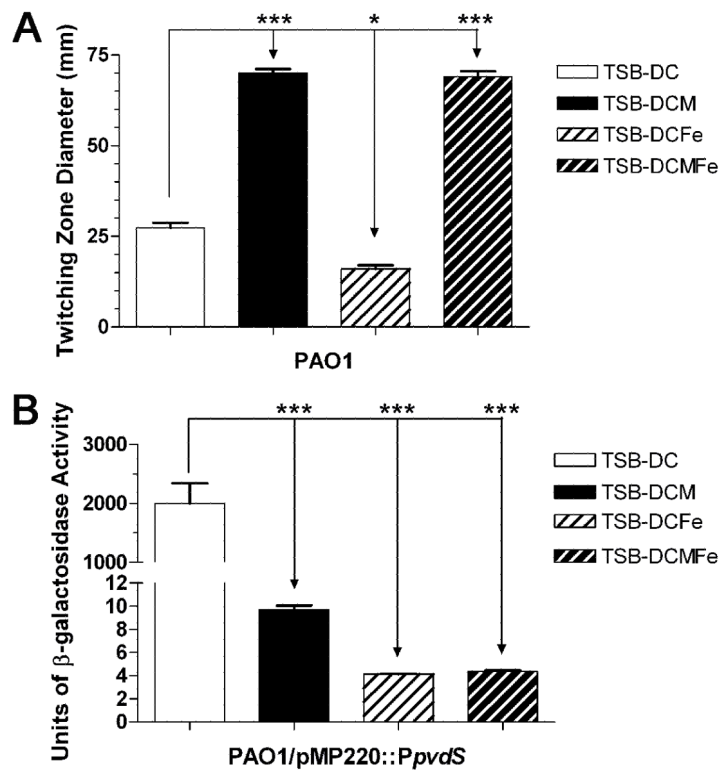 A
*** * ***
Twitching Zone Diameter (mm)
75
50
25
0
PAO1
TSB-DC
TSB-DCM
TSB-DCFe
TSB-DCMFe
B
*** *** ***
Units of β-galactosidase Activity
3000
2000
1000
12
10
8
6
4
2
0
PAO1/pMP220::PpvdS
TSB-DC
TSB-DCM
TSB-DCFe
TSB-DCMFe